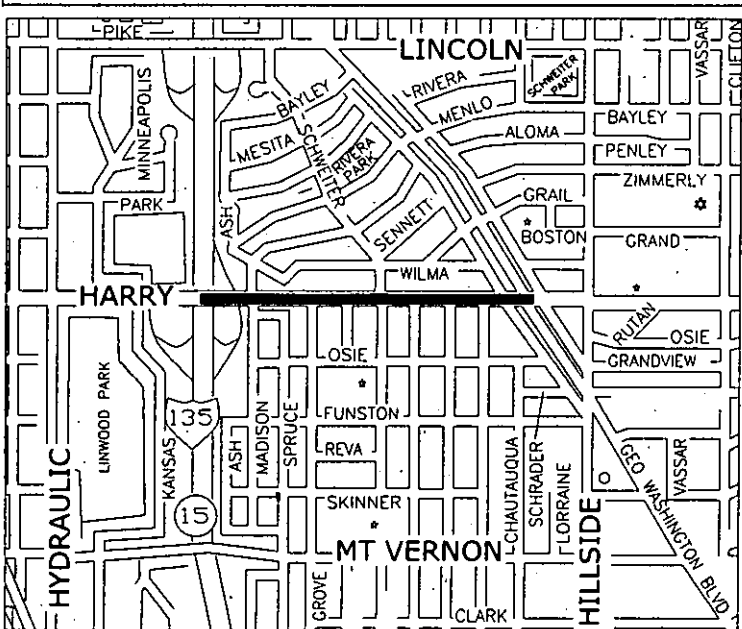 PIKE
LINCOLN
VASSAR
CLIFTON
MINNEAPOLIS
BAYLEY
RIVERA
SCHWEITER
PARK
MENLO
BAYLEY
MESITA
SCHWEITER
RIVERA
PARK
ALOMA
PENLEY
ZIMMERLY
PARK
ASH
GRAIL
SENNETT
BOSTON
GRAND
WILMA
HARRY
RUTAN
OSIE
OSIE
GRANDVIEW
LINWOOD PARK
135
KANSAS
ASH
MADISON
SPRUCE
FUNSTON
REVA
CHAUTAUQUA
SCHRADER
LORRAINE
HYDRAULIC
15
SKINNER
HILLSIDE
GEO WASHINGTON BLVD
VASSAR
MT VERNON
GROVE
CLARK